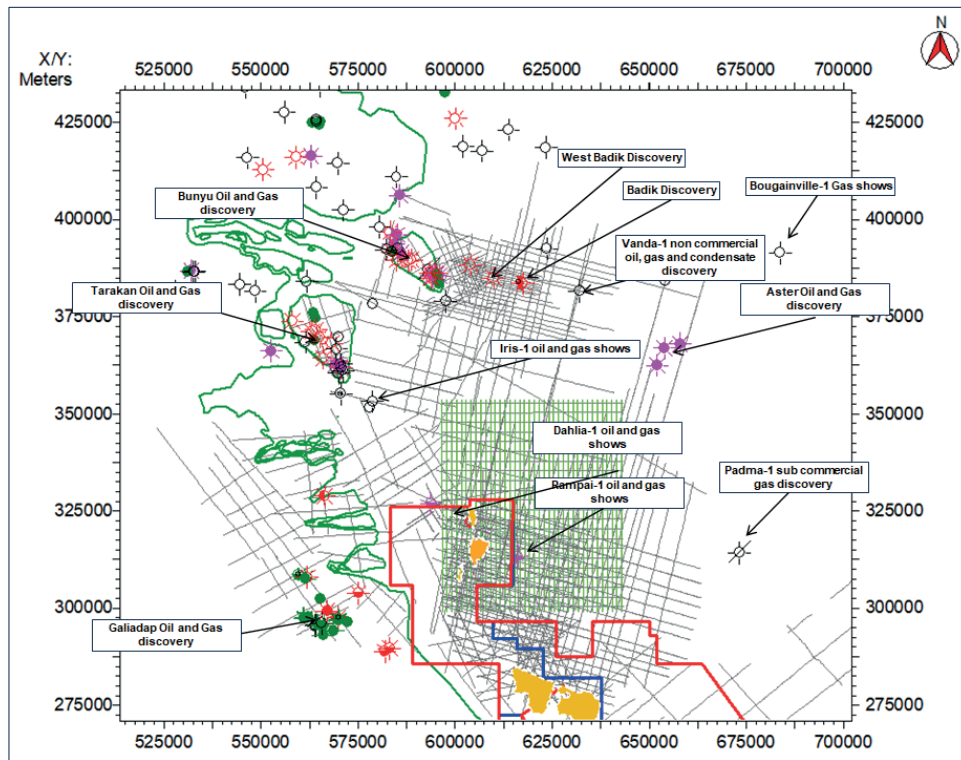 N
X/Y:
Meters
525000 550000 575000 600000 625000 650000 675000 700000
425000 425000
West Badik Discovery
Badik Discovery
Bougainville-1 Gas shows
Bunyu Oil and Gas
discovery
400000 400000
Vanda-1 non commercial
oil, gas and condensate
discovery
Tarakan Oil and Gas
discovery
Aster Oil and Gas
discovery
375000 375000
Iris-1 oil and gas shows
350000 350000
Dahlia-1 oil and gas
shows
Rampai-1 oil and gas
shows
Padma-1 sub commercial
gas discovery
325000 325000
300000 300000
Galiadap Oil and Gas
discovery
275000 275000
525000 550000 575000 600000 625000 650000 675000 700000